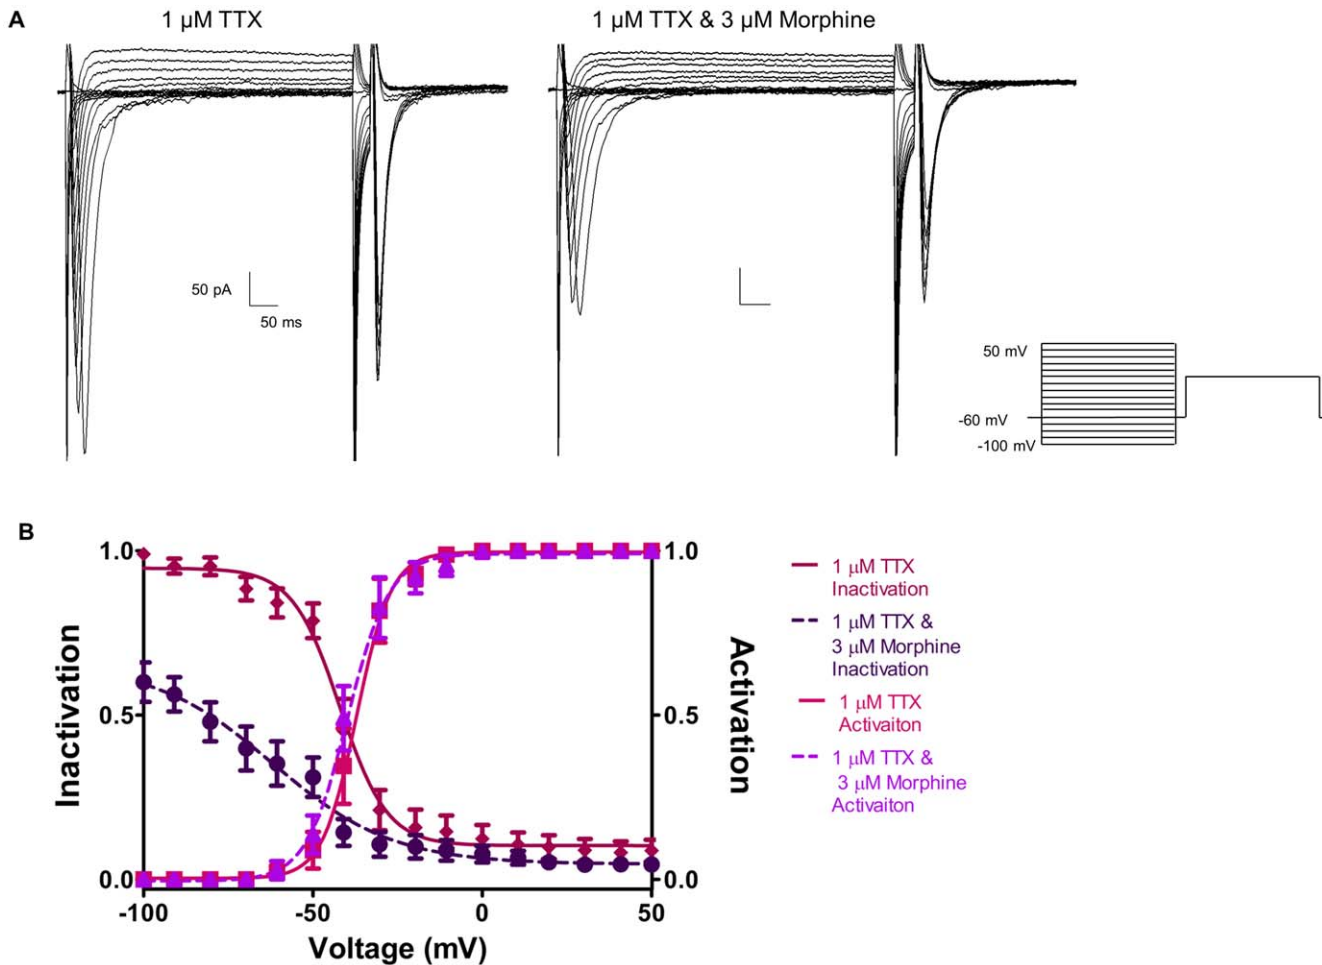 A
1 μM TTX
1 μM TTX & 3 μM Morphine
50 pA
50 ms
50 mV
-60 mV
-100 mV
B
1.0
0.5
0.0
Inactivation
-100
-50
0
50
Voltage (mV)
1.0
0.5
0.0
Activation
1 μM TTX
Inactivation
1 μM TTX &
3 μM Morphine
Inactivation
1 μM TTX
Activaiton
1 μM TTX &
3 μM Morphine
Activaiton